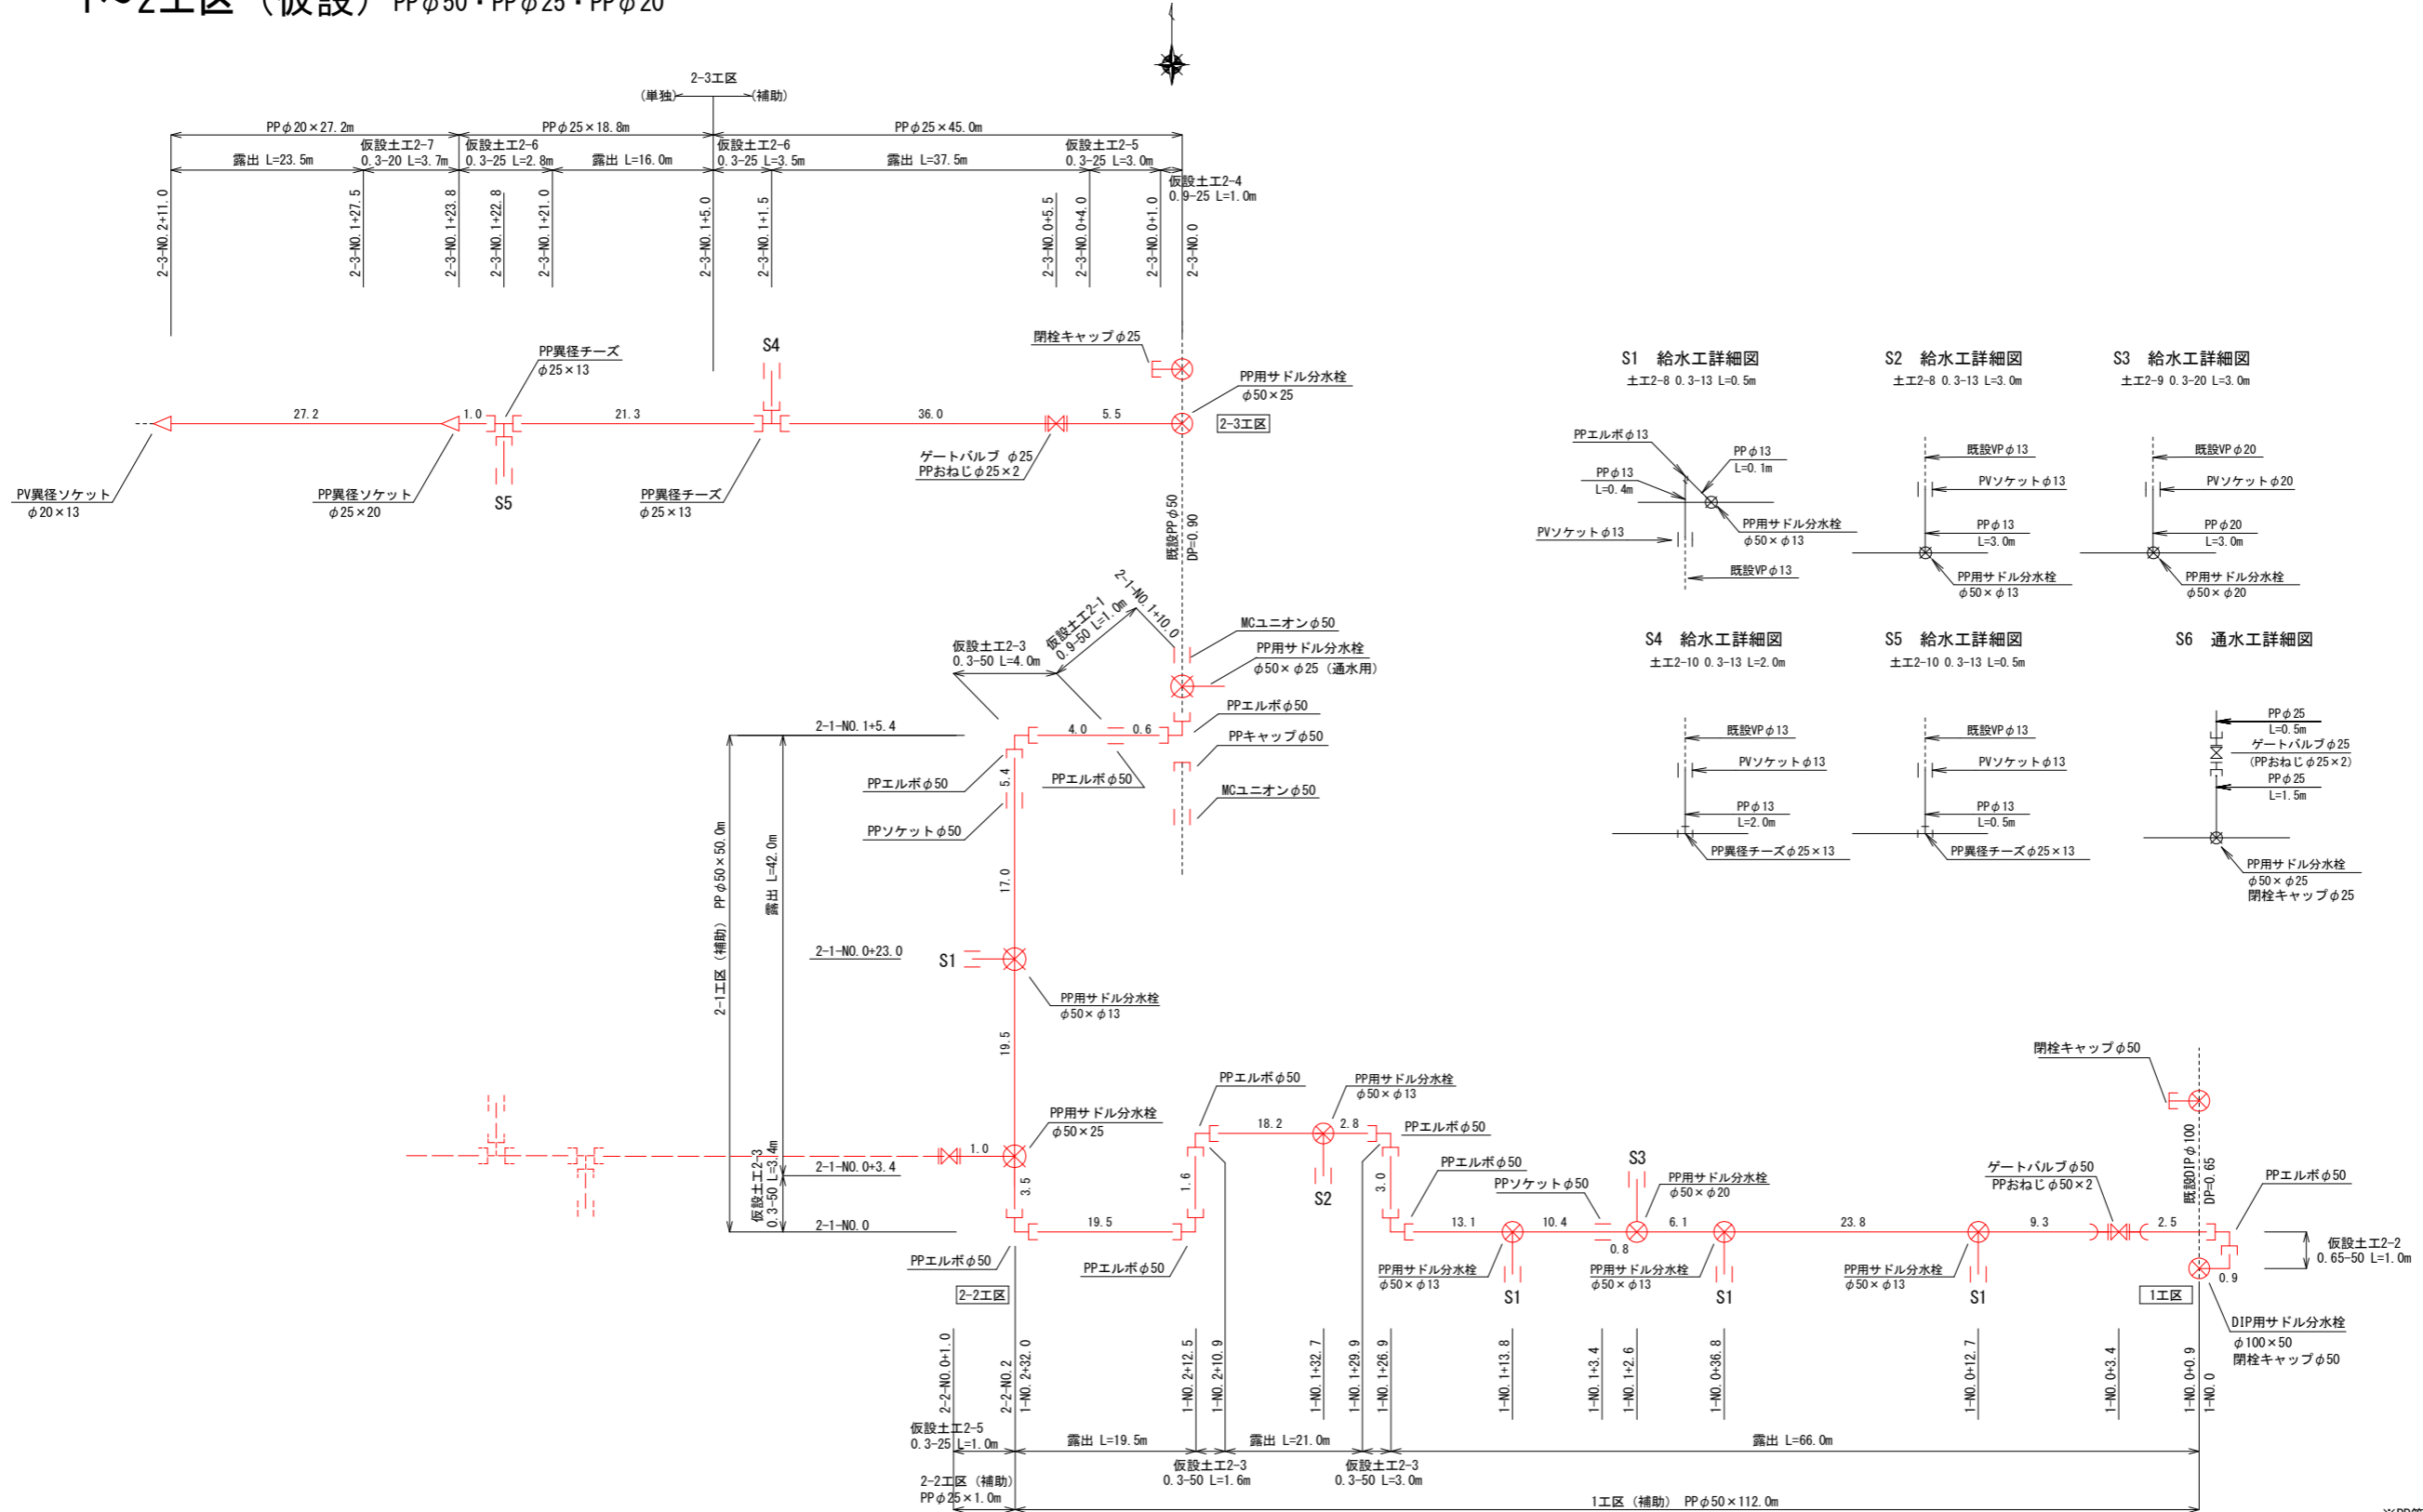 1～2工区（仮設）PPφ50・PPφ25・PPφ20
2-3工区
(単独)
(補助)
PPφ20×27.2m
PPφ25×18.8m
PPφ25×45.0m
露出 L=23.5m
仮設土工2-7
0.3-20 L=3.7m
仮設土工2-6
0.3-25 L=2.8m
露出 L=16.0m
仮設土工2-6
0.3-25 L=3.5m
露出 L=37.5m
仮設土工2-5
0.3-25 L=3.0m
仮設土工2-4
0.9-25 L=1.0m
2-3-NO.2+11.0
2-3-NO.1+27.5
2-3-NO.1+23.8
2-3-NO.1+22.8
2-3-NO.1+21.0
2-3-NO.1+5.0
2-3-NO.1+1.5
2-3-NO.0+5.5
2-3-NO.0+4.0
2-3-NO.0+1.0
2-3-NO.0
PP異径チーズ
φ25×13
S4
閉栓キャップφ25
PP用サドル分水栓
φ50×25
27.2
1.0
21.3
36.0
5.5
2-3工区
ゲートバルブ φ25
PPおねじφ25×2
PV異径ソケット
φ20×13
PP異径ソケット
φ25×20
S5
PP異径チーズ
φ25×13
既設PPφ50
DP=0.90
S1 給水工詳細図
土工2-8 0.3-13 L=0.5m
PPエルボφ13
PPφ13
L=0.1m
PPφ13
L=0.4m
PVソケットφ13
PP用サドル分水栓
φ50×φ13
既設VPφ13
S2 給水工詳細図
土工2-8 0.3-13 L=3.0m
既設VPφ13
PVソケットφ13
PPφ13
L=3.0m
PP用サドル分水栓
φ50×φ13
S3 給水工詳細図
土工2-9 0.3-20 L=3.0m
既設VPφ20
PVソケットφ20
PPφ20
L=3.0m
PP用サドル分水栓
φ50×φ20
S4 給水工詳細図
土工2-10 0.3-13 L=2.0m
既設VPφ13
PVソケットφ13
PPφ13
L=2.0m
PP異径チーズφ25×13
S5 給水工詳細図
土工2-10 0.3-13 L=0.5m
既設VPφ13
PVソケットφ13
PPφ13
L=0.5m
PP異径チーズφ25×13
S6 通水工詳細図
PPφ25
L=0.5m
ゲートバルブφ25
(PPおねじφ25×2)
PPφ25
L=1.5m
PP用サドル分水栓
φ50×φ25
閉栓キャップφ25
2-1-NO.1+10.0
仮設土工2-1
0.9-50 L=1.0m
仮設土工2-3
0.3-50 L=4.0m
MCユニオンφ50
PP用サドル分水栓
φ50×φ25（通水用）
PPエルボφ50
PPキャップφ50
MCユニオンφ50
2-1-NO.1+5.4
4.0
0.6
PPエルボφ50
PPエルボφ50
5.4
PPソケットφ50
2-1工区（補助） PPφ50×50.0m
露出 L=42.0m
17.0
2-1-NO.0+23.0
S1
PP用サドル分水栓
φ50×φ13
19.5
PP用サドル分水栓
φ50×25
1.0
2-1-NO.0+3.4
仮設土工2-3
0.3-50 L=3.4m
3.5
2-1-NO.0
19.5
PPエルボφ50
PPエルボφ50
2-2工区
1.6
PPエルボφ50
18.2
PP用サドル分水栓
φ50×φ13
2.8
S2
PPエルボφ50
3.0
PPエルボφ50
13.1
PPソケットφ50
10.4
0.8
S3
PP用サドル分水栓
φ50×φ20
6.1
23.8
9.3
PP用サドル分水栓
φ50×φ13
S1
PP用サドル分水栓
φ50×φ13
S1
PP用サドル分水栓
φ50×φ13
S1
ゲートバルブφ50
PPおねじφ50×2
2.5
閉栓キャップφ50
既設DIPφ100
DP=0.65
PPエルボφ50
仮設土工2-2
0.65-50 L=1.0m
0.9
1工区
DIP用サドル分水栓
φ100×50
閉栓キャップφ50
2-2-NO.0+1.0
2-2-NO.2
1-NO.2+32.0
1-NO.2+12.5
1-NO.2+10.9
1-NO.1+32.7
1-NO.1+29.9
1-NO.1+26.9
1-NO.1+13.8
1-NO.1+3.4
1-NO.1+2.6
1-NO.0+36.8
1-NO.0+12.7
1-NO.0+3.4
1-NO.0+0.9
1-NO.0
仮設土工2-5
0.3-25 L=1.0m
露出 L=19.5m
仮設土工2-3
0.3-50 L=1.6m
露出 L=21.0m
仮設土工2-3
0.3-50 L=3.0m
露出 L=66.0m
2-2工区（補助）
PPφ25×1.0m
1工区（補助） PPφ50×112.0m